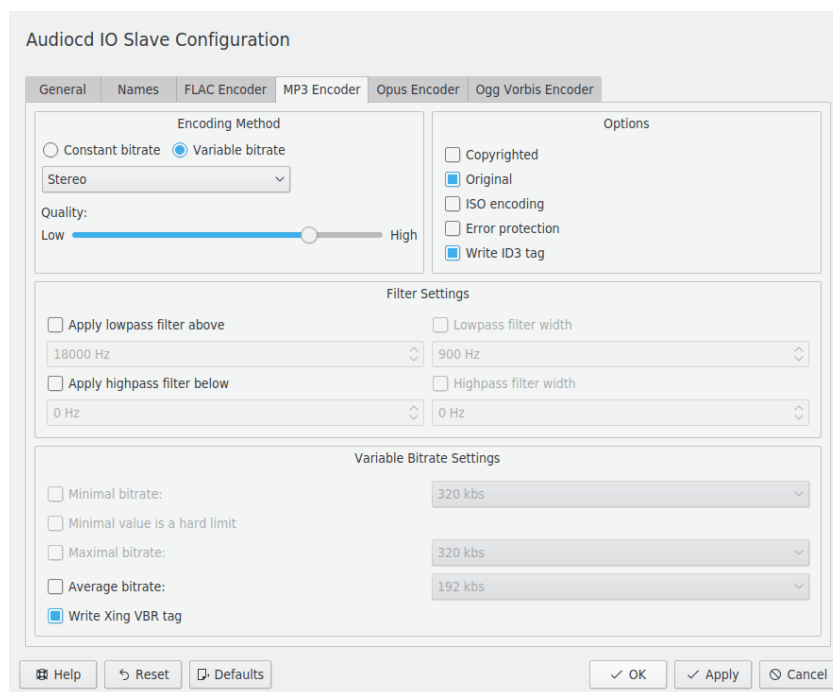 Audiocd IO Slave Configuration
General Names FLAC Encoder MP3 Encoder Opus Encoder Ogg Vorbis Encoder
Encoding Method
Constant bitrate Variable bitrate
Stereo
Quality:
Low High
Options
Copyrighted
Original
ISO encoding
Error protection
Write ID3 tag
Filter Settings
Apply lowpass filter above Lowpass filter width
18000 Hz 900 Hz
Apply highpass filter below Highpass filter width
0 Hz 0 Hz
Variable Bitrate Settings
Minimal bitrate: 320 kbs
Minimal value is a hard limit
Maximal bitrate: 320 kbs
Average bitrate: 192 kbs
Write Xing VBR tag
Help Reset Defaults OK Apply Cancel